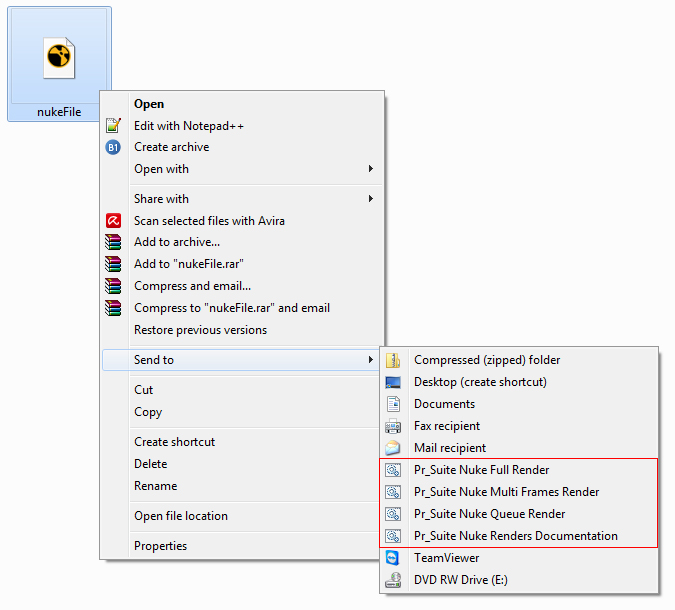 nukeFile
Open
Edit with Notepad++
B1 Create archive
Open with
Share with
Scan selected files with Avira
Add to archive...
Add to "nukeFile.rar"
Compress and email...
Compress to "nukeFile.rar" and email
Restore previous versions
Send to
Cut
Copy
Create shortcut
Delete
Rename
Open file location
Properties
Compressed (zipped) folder
Desktop (create shortcut)
Documents
Fax recipient
Mail recipient
Pr_Suite Nuke Full Render
Pr_Suite Nuke Multi Frames Render
Pr_Suite Nuke Queue Render
Pr_Suite Nuke Renders Documentation
TeamViewer
DVD RW Drive (E:)